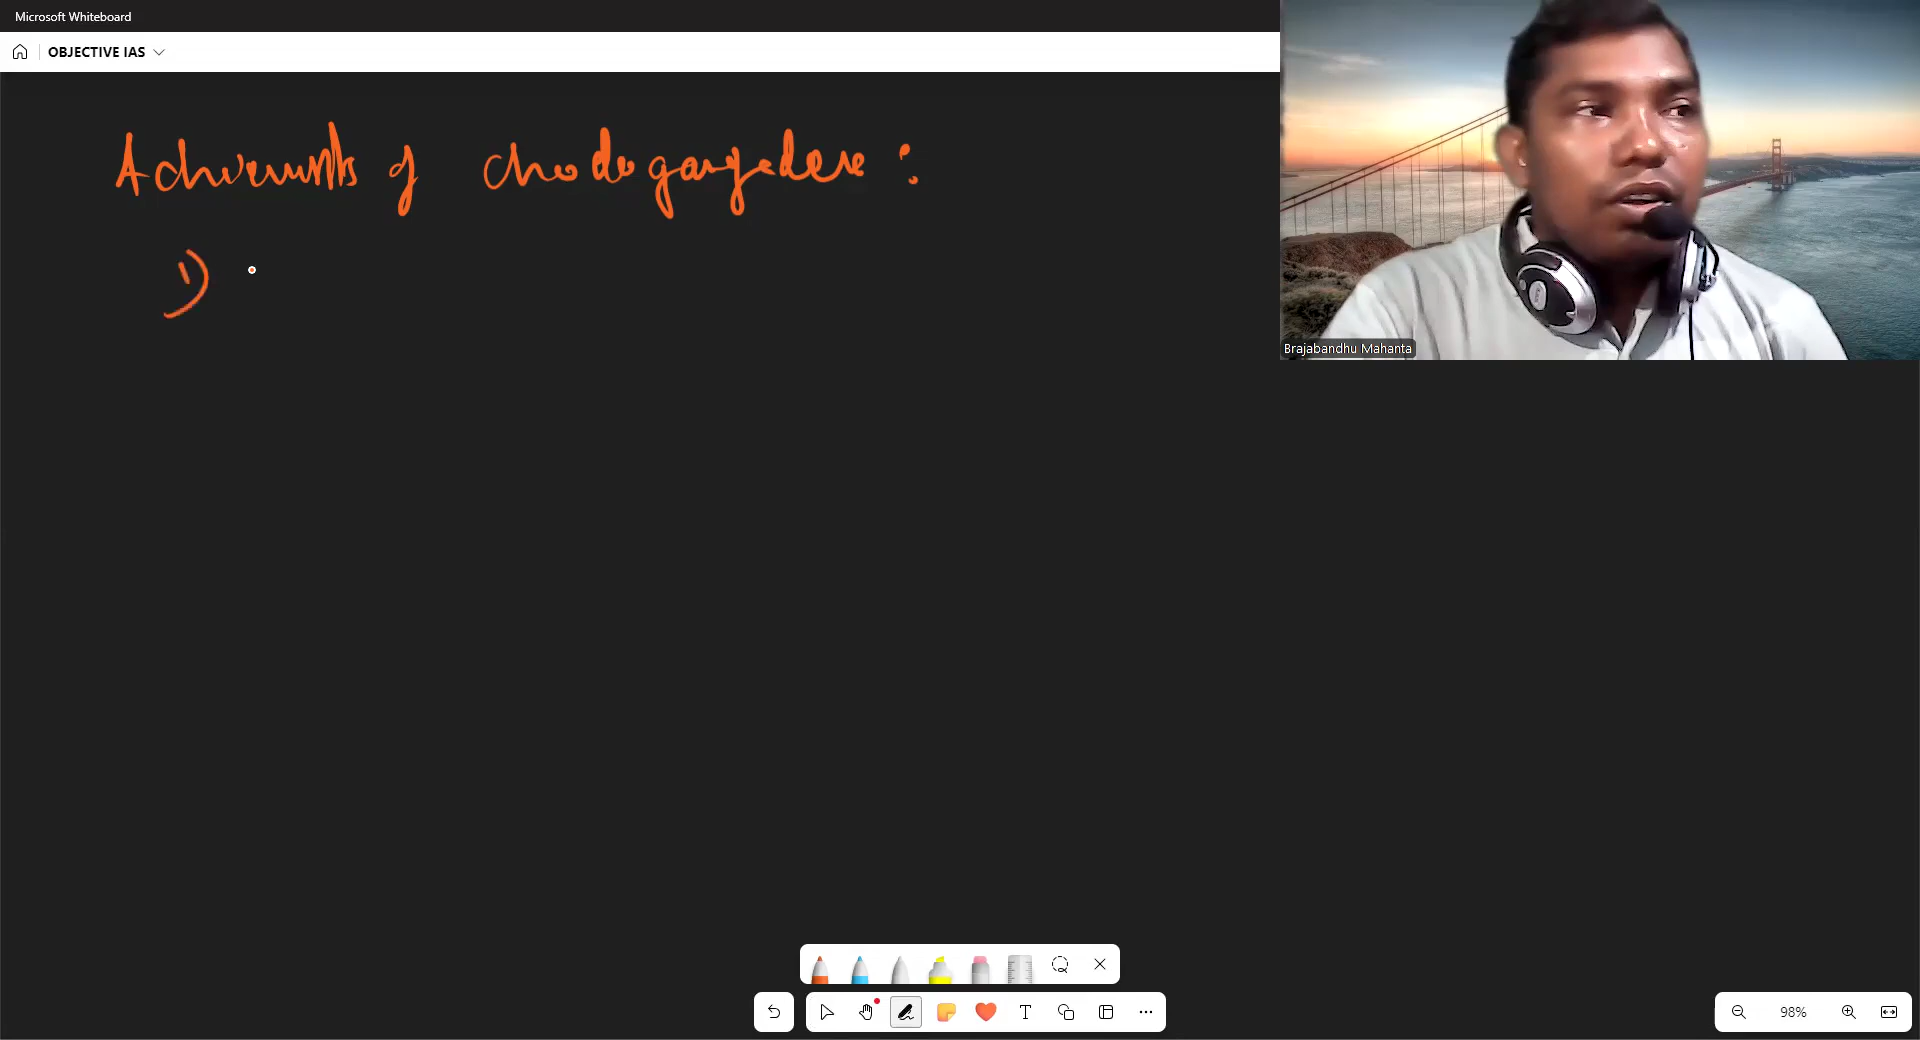 Microsoft Whiteboard
OBJECTIVE IAS
Achievements of chodagangadeva :
1)
Brajabandhu Mahanta
98%